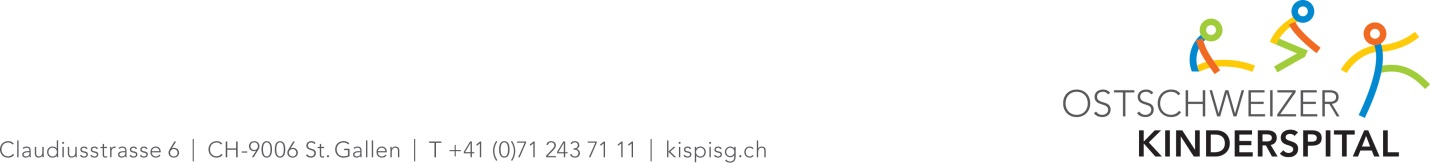 OSTSCHWEIZER
KINDERSPITAL
Claudiusstrasse 6 | CH-9006 St. Gallen | T +41 (0)71 243 71 11 | kispisg.ch